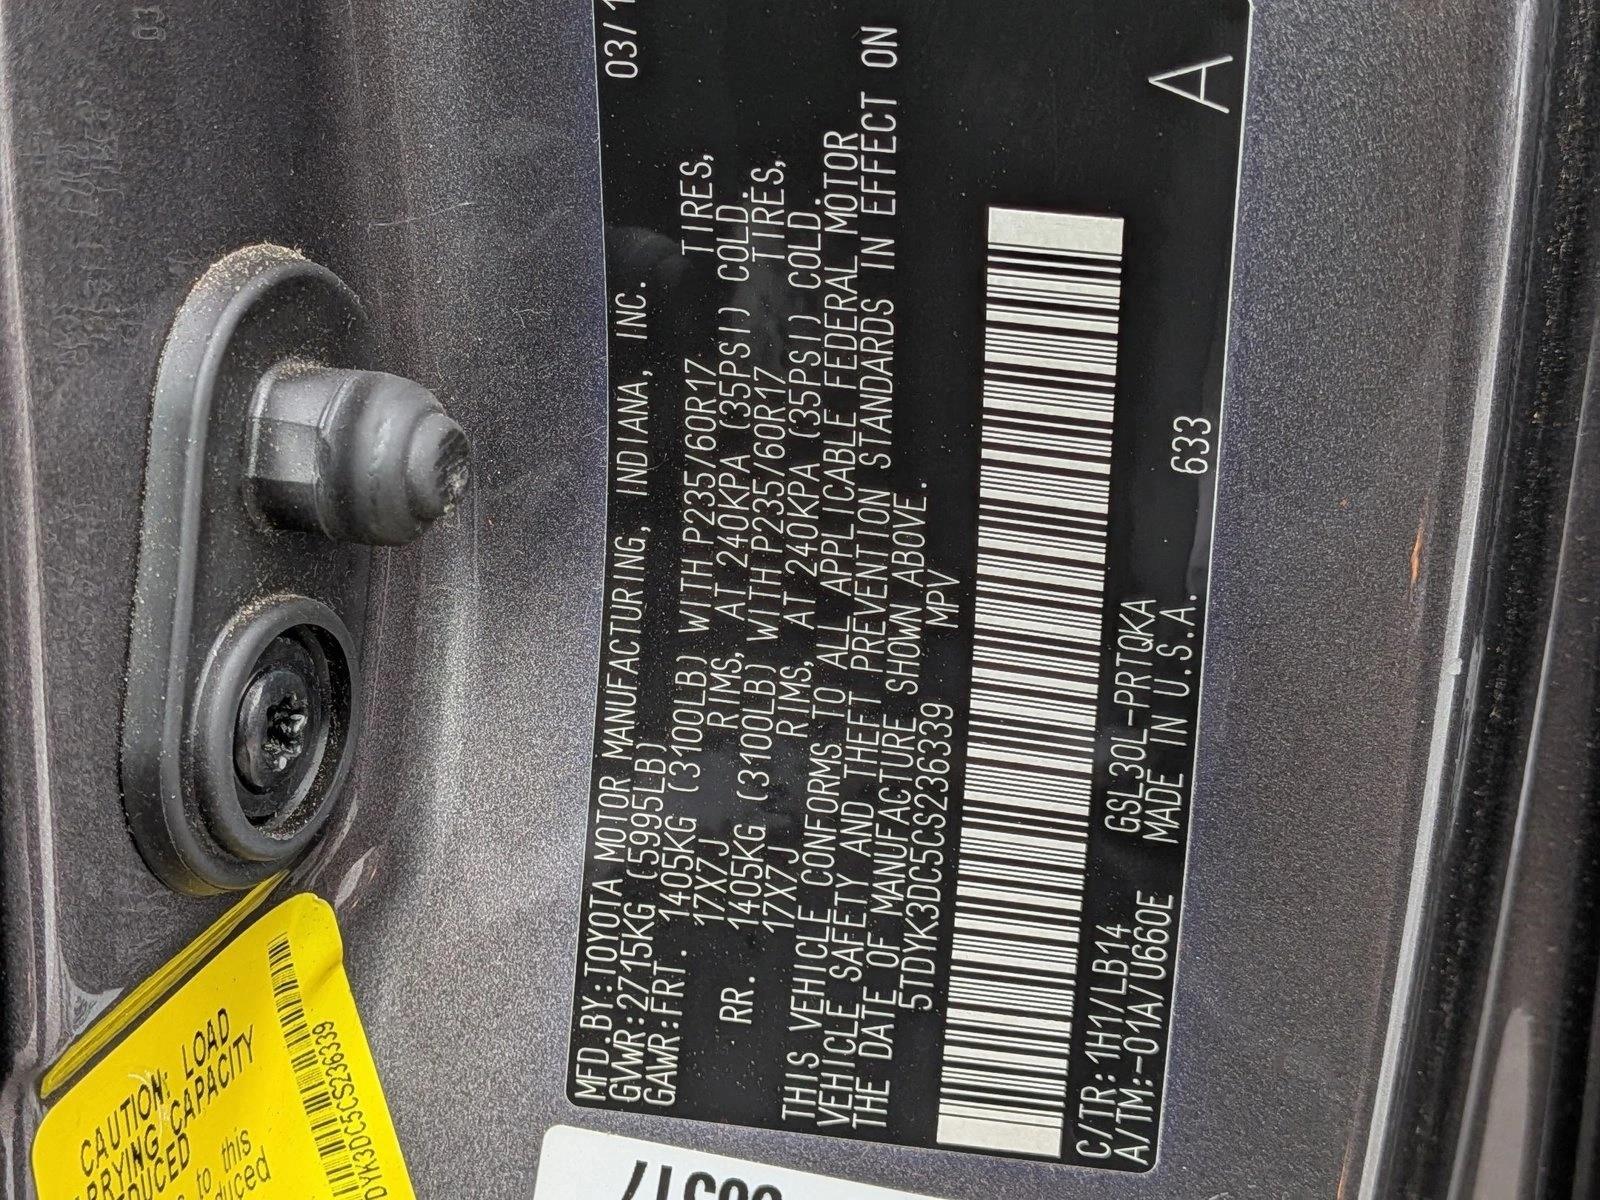 03/1
MFD.BY:TOYOTA MOTOR MANUFACTURING, INDIANA, INC.
GVWR:2715KG (5995LB)
GAWR:FRT. 1405KG (3100LB) WITH P235/60R17 TIRES,
17X7J RIMS, AT 240KPA (35PSI) COLD.
RR. 1405KG (3100LB) WITH P235/60R17 TIRES,
17X7J RIMS, AT 240KPA (35PSI) COLD.
THIS VEHICLE CONFORMS TO ALL APPLICABLE FEDERAL MOTOR
VEHICLE SAFETY AND THEFT PREVENTION STANDARDS IN EFFECT ON
THE DATE OF MANUFACTURE SHOWN ABOVE.
5TDYK3DC5CS236339 MPV
C/TR: 1H1/LB14 GSL30L-PRTQKA 633 A
A/TM:-01A/U660E MADE IN U.S.A.
CAUTION: LOAD
RRYING CAPACITY
DUCED
to this
duced
DYK3DC5CS236339